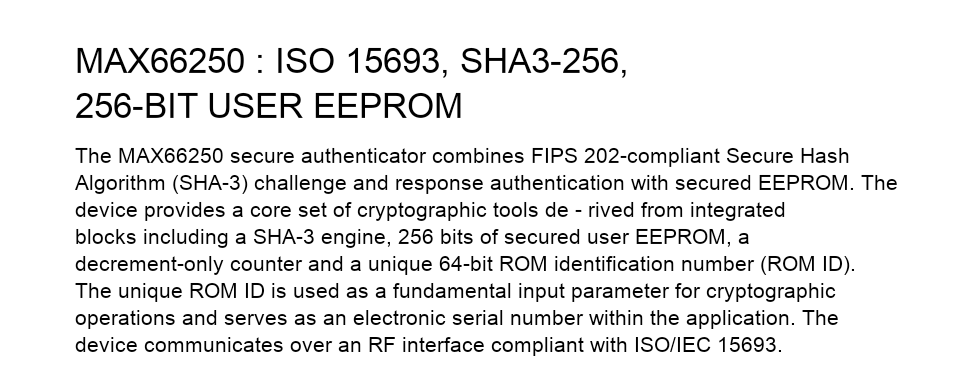 MAX66250 : ISO 15693, SHA3-256,
256-BIT USER EEPROM
The MAX66250 secure authenticator combines FIPS 202-compliant Secure Hash
Algorithm (SHA-3) challenge and response authentication with secured EEPROM. The
device provides a core set of cryptographic tools de - rived from integrated
blocks including a SHA-3 engine, 256 bits of secured user EEPROM, a
decrement-only counter and a unique 64-bit ROM identification number (ROM ID).
The unique ROM ID is used as a fundamental input parameter for cryptographic
operations and serves as an electronic serial number within the application. The
device communicates over an RF interface compliant with ISO/IEC 15693.